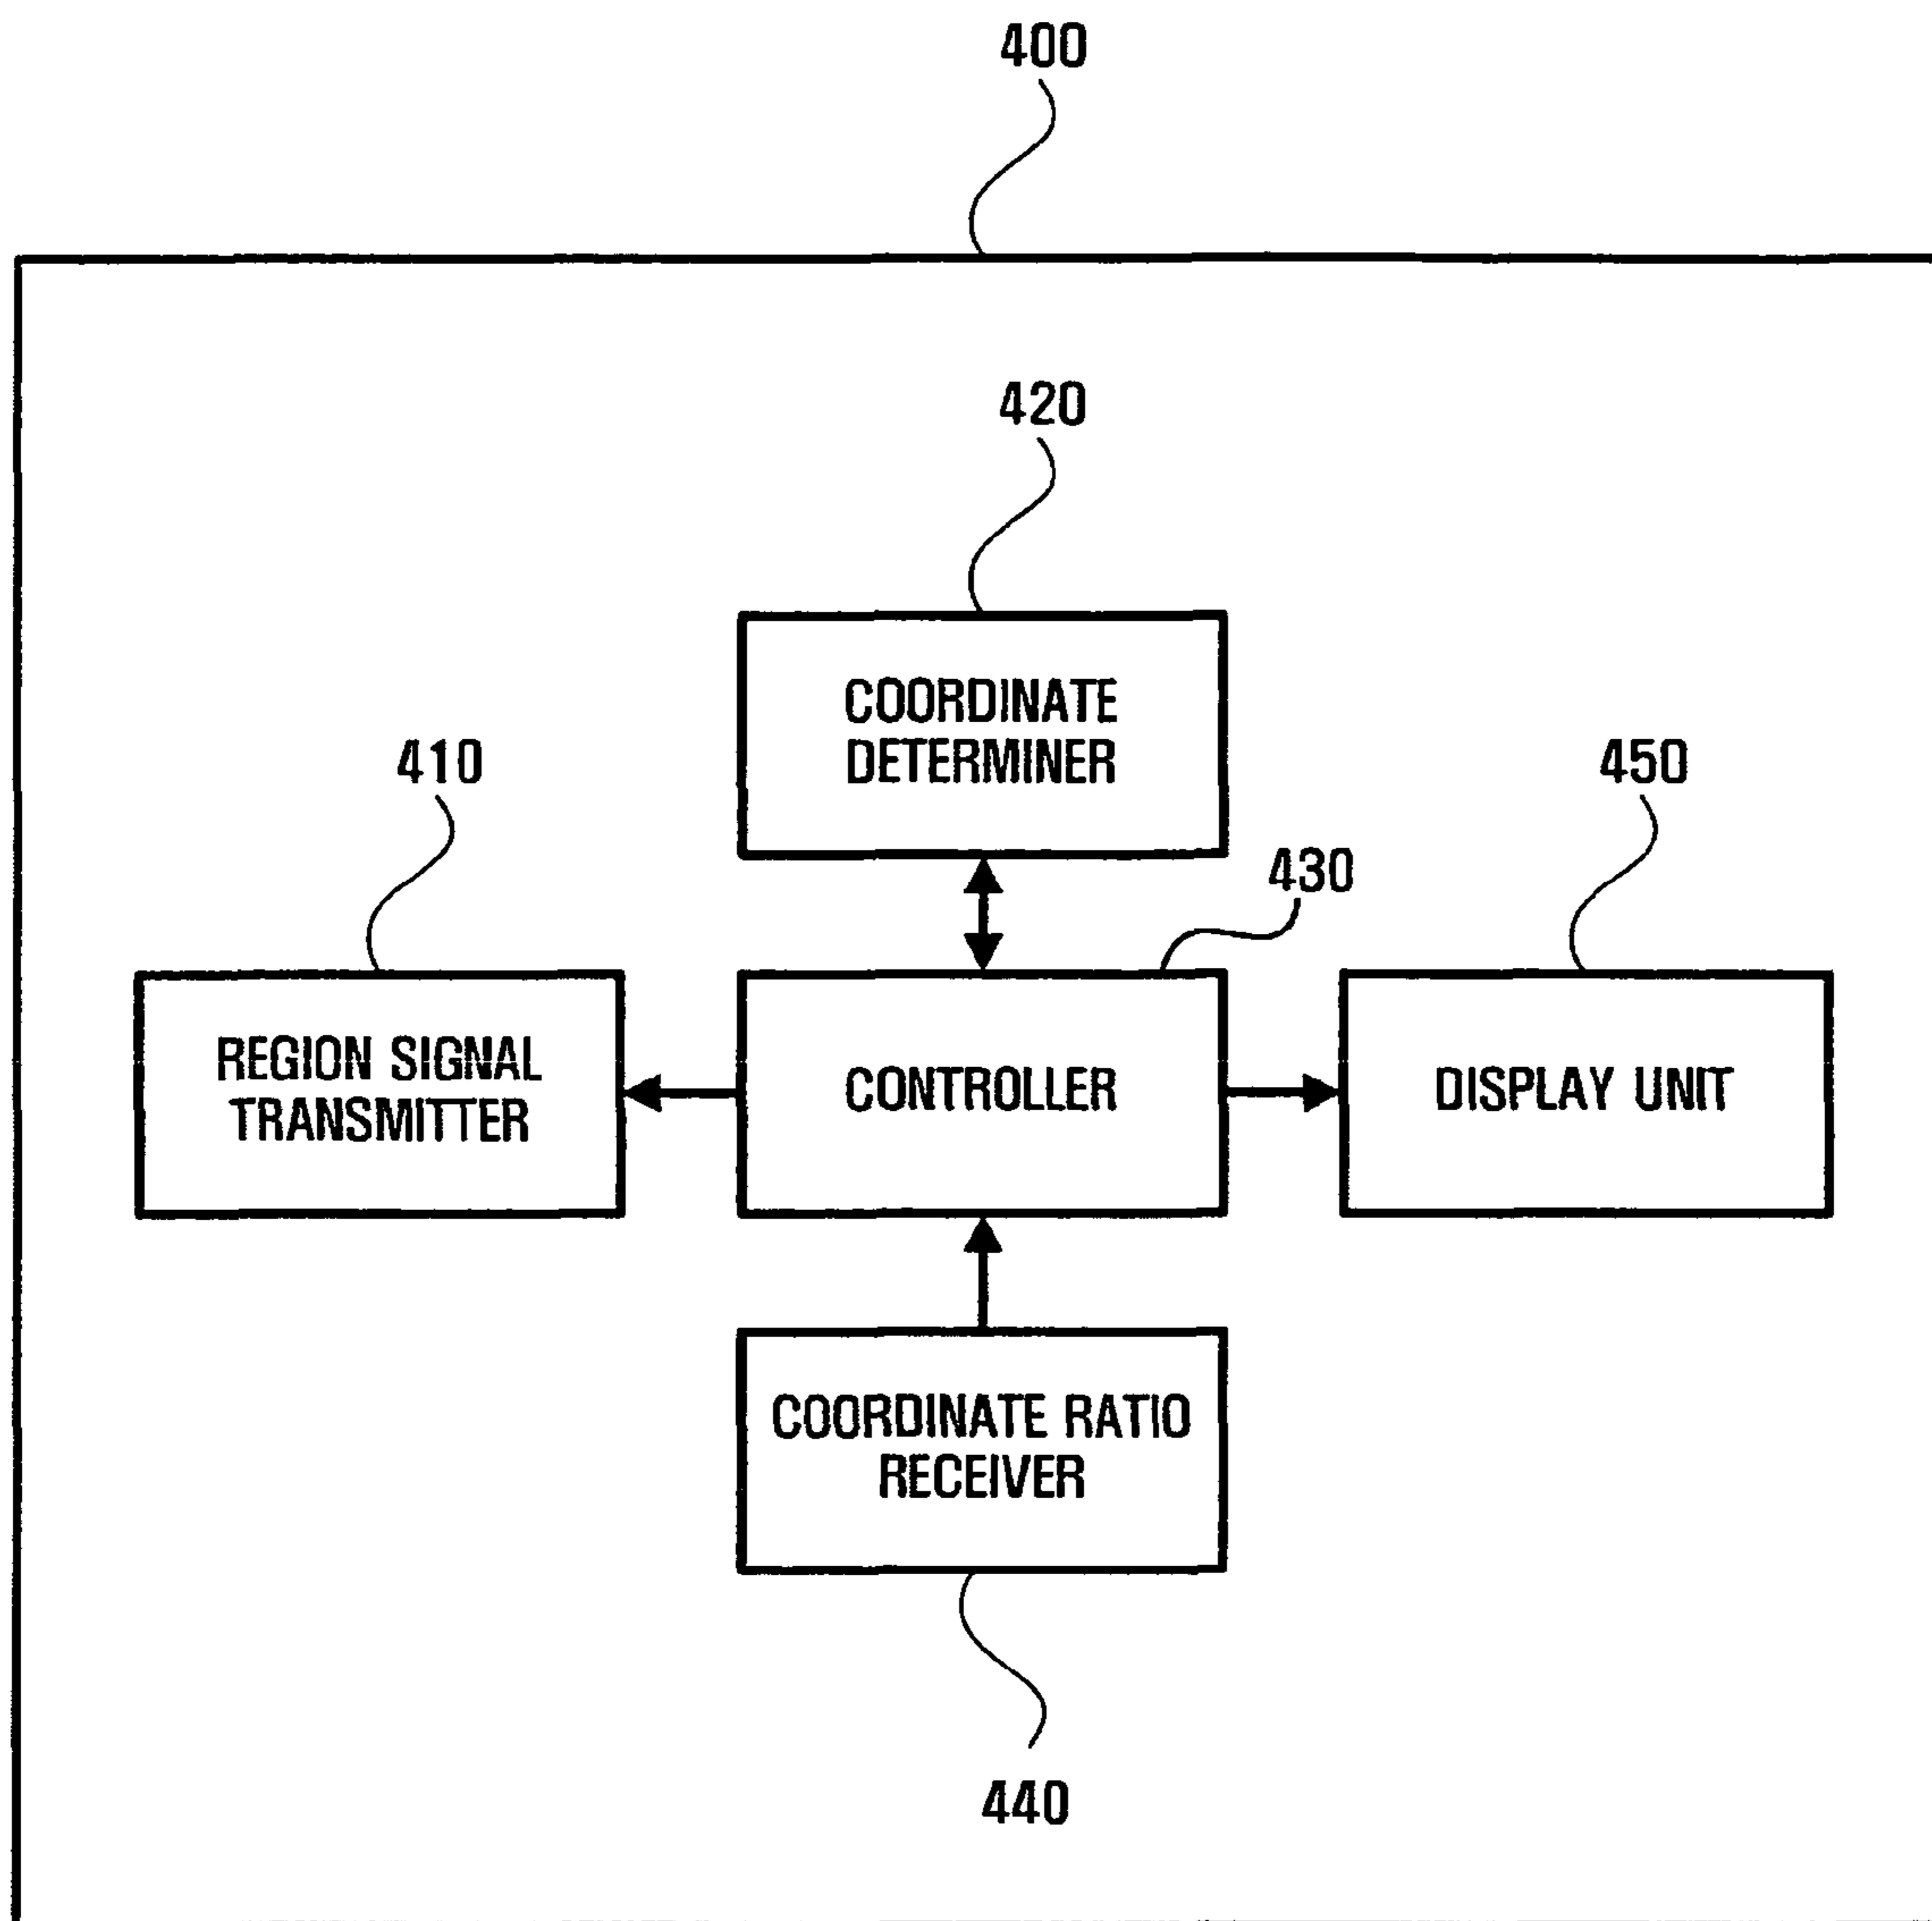 400
420
COORDINATE
DETERMINER
410
450
430
REGION SIGNAL
TRANSMITTER
CONTROLLER
DISPLAY UNIT
COORDINATE RATIO
RECEIVER
440